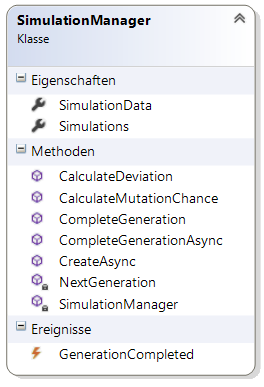 SimulationManager
Klasse
Eigenschaften
SimulationData
Simulations
Methoden
CalculateDeviation
CalculateMutationChance
CompleteGeneration
CompleteGenerationAsync
CreateAsync
NextGeneration
SimulationManager
Ereignisse
GenerationCompleted